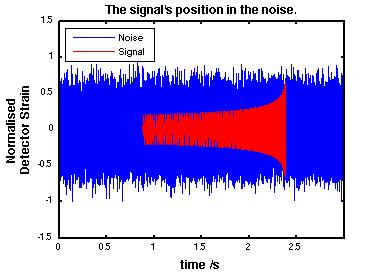 The signal's position in the noise.
Noise
Signal
1.5
1
0.5
0
-0.5
-1
-1.5
Normalised
Detector Strain
0
0.5
1
1.5
2
2.5
time /s